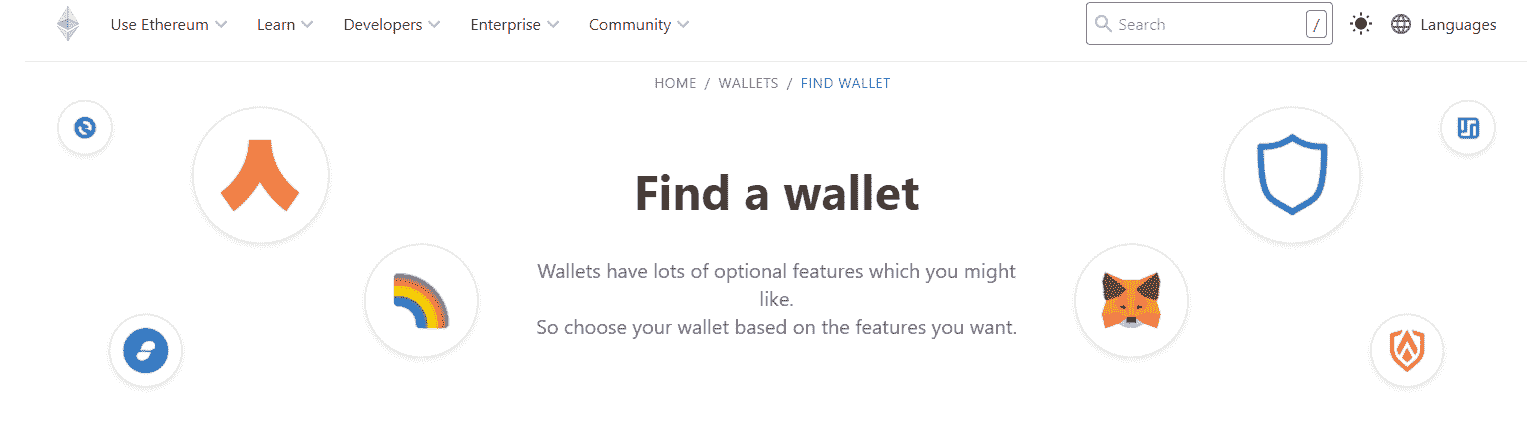 Use Ethereum Learn Developers Enterprise Community Search / Languages
HOME / WALLETS / FIND WALLET
Find a wallet
Wallets have lots of optional features which you might
like.
So choose your wallet based on the features you want.